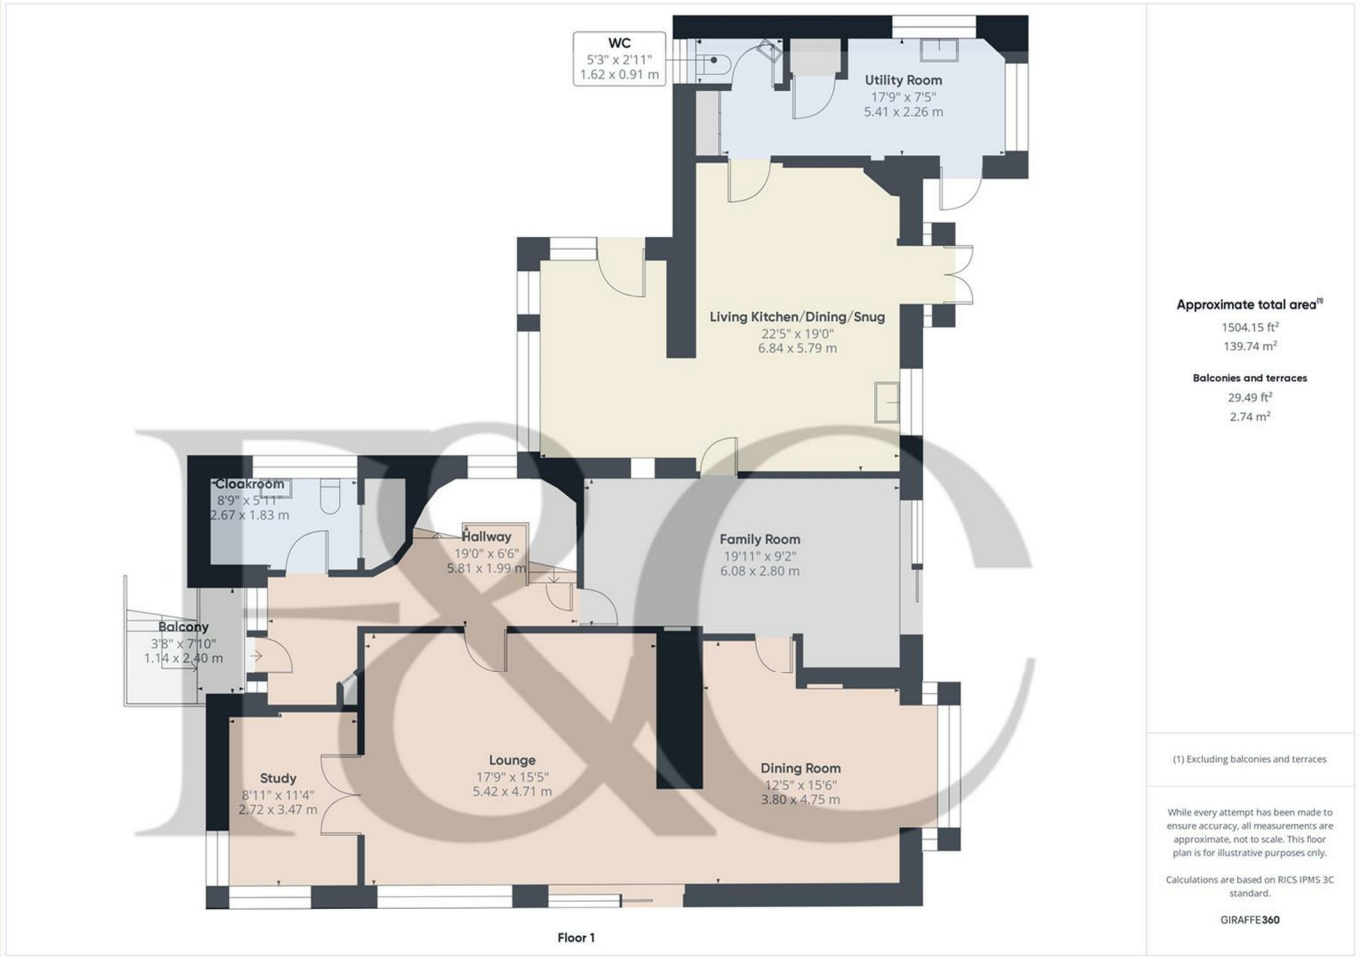 WC
5'3" x 2'11"
1.62 x 0.91 m
Utility Room
17'9" x 7'5"
5.41 x 2.26 m
Living Kitchen/Dining/Snug
22'5" x 19'0"
6.84 x 5.79 m
Cloakroom
8'9" x 5'11"
2.67 x 1.83 m
Hallway
19'0" x 6'6"
5.81 x 1.99 m
Family Room
19'11" x 9'2"
6.08 x 2.80 m
Balcony
3'8" x 7'10"
1.14 x 2.40 m
Study
8'11" x 11'4"
2.72 x 3.47 m
Lounge
17'9" x 15'5"
5.42 x 4.71 m
Dining Room
12'5" x 15'6"
3.80 x 4.75 m
F&C
Floor 1
Approximate total area⁽¹⁾
1504.15 ft²
139.74 m²
Balconies and terraces
29.49 ft²
2.74 m²
(1) Excluding balconies and terraces
While every attempt has been made to
ensure accuracy, all measurements are
approximate, not to scale. This floor
plan is for illustrative purposes only.
Calculations are based on RICS IPMS 3C
standard.
GIRAFFE360